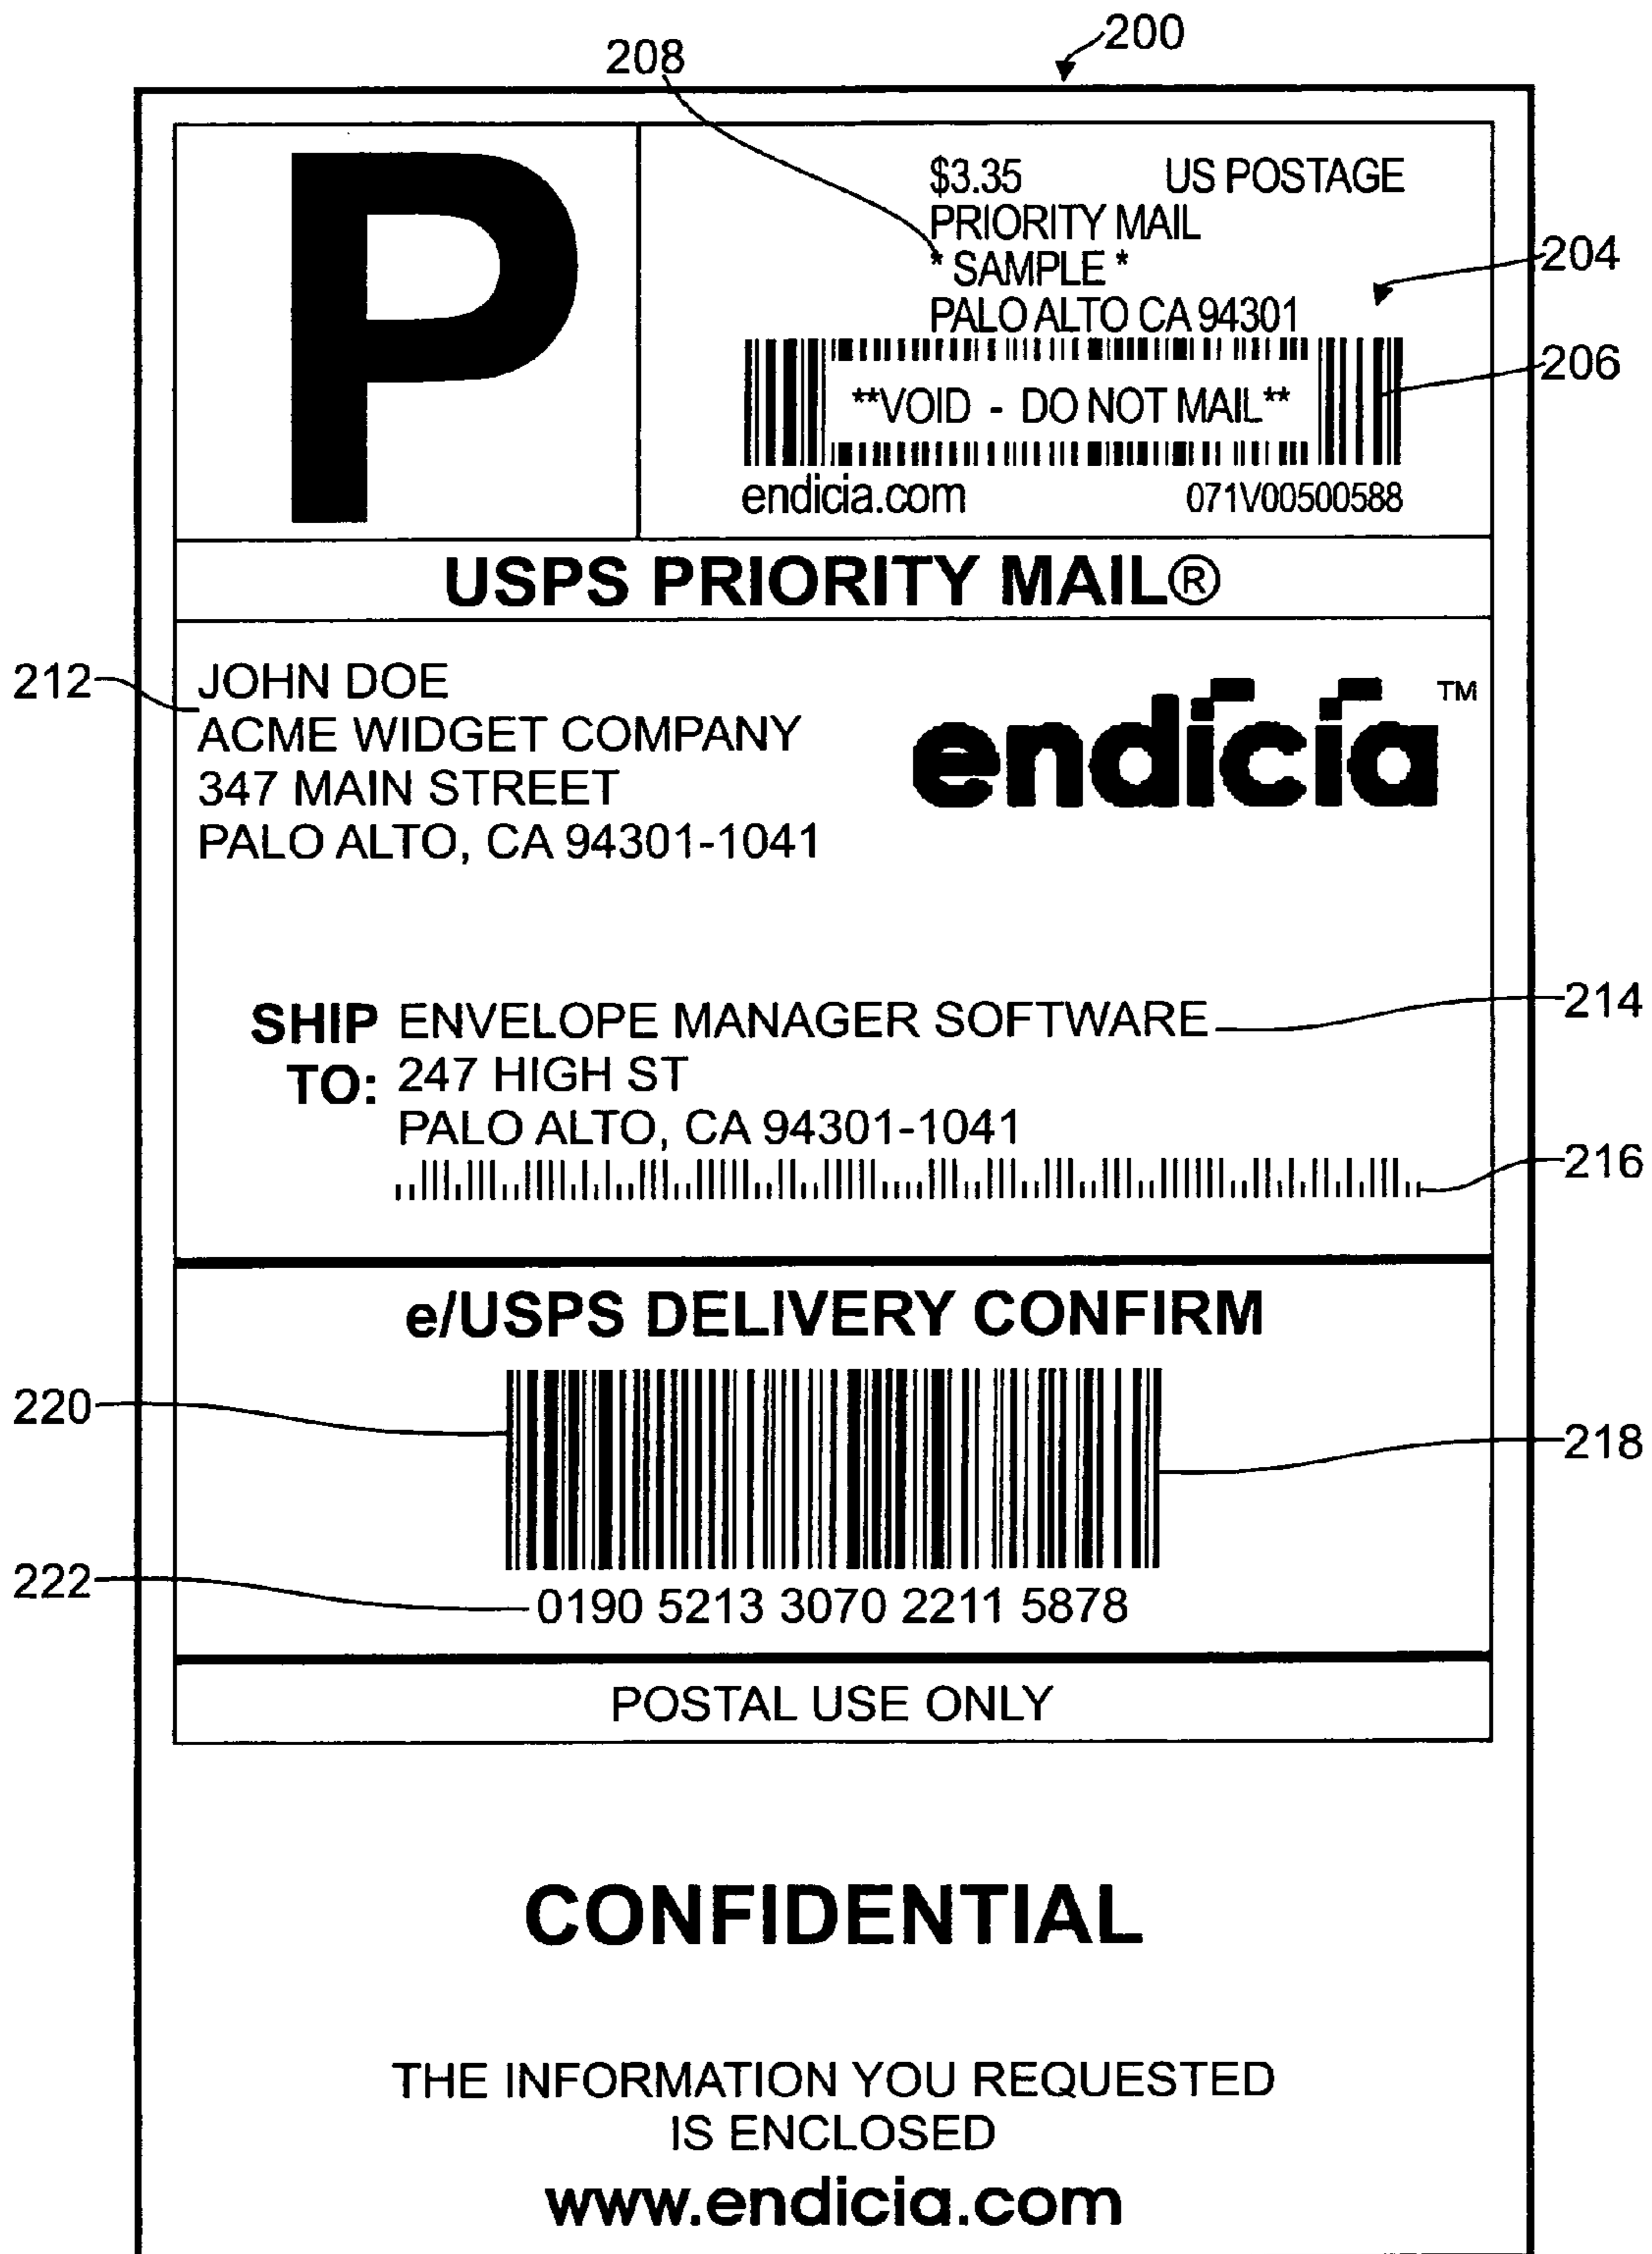 200
208
P
$3.35 US POSTAGE
PRIORITY MAIL
* SAMPLE *
204
PALO ALTO CA 94301
206
**VOID - DO NOT MAIL**
endicia.com 071V00500588
USPS PRIORITY MAIL®
212
JOHN DOE
ACME WIDGET COMPANY
347 MAIN STREET
PALO ALTO, CA 94301-1041
endicia™
SHIP TO:
ENVELOPE MANAGER SOFTWARE
214
247 HIGH ST
PALO ALTO, CA 94301-1041
216
e/USPS DELIVERY CONFIRM
220
218
222
0190 5213 3070 2211 5878
POSTAL USE ONLY
CONFIDENTIAL
THE INFORMATION YOU REQUESTED
IS ENCLOSED
www.endicia.com